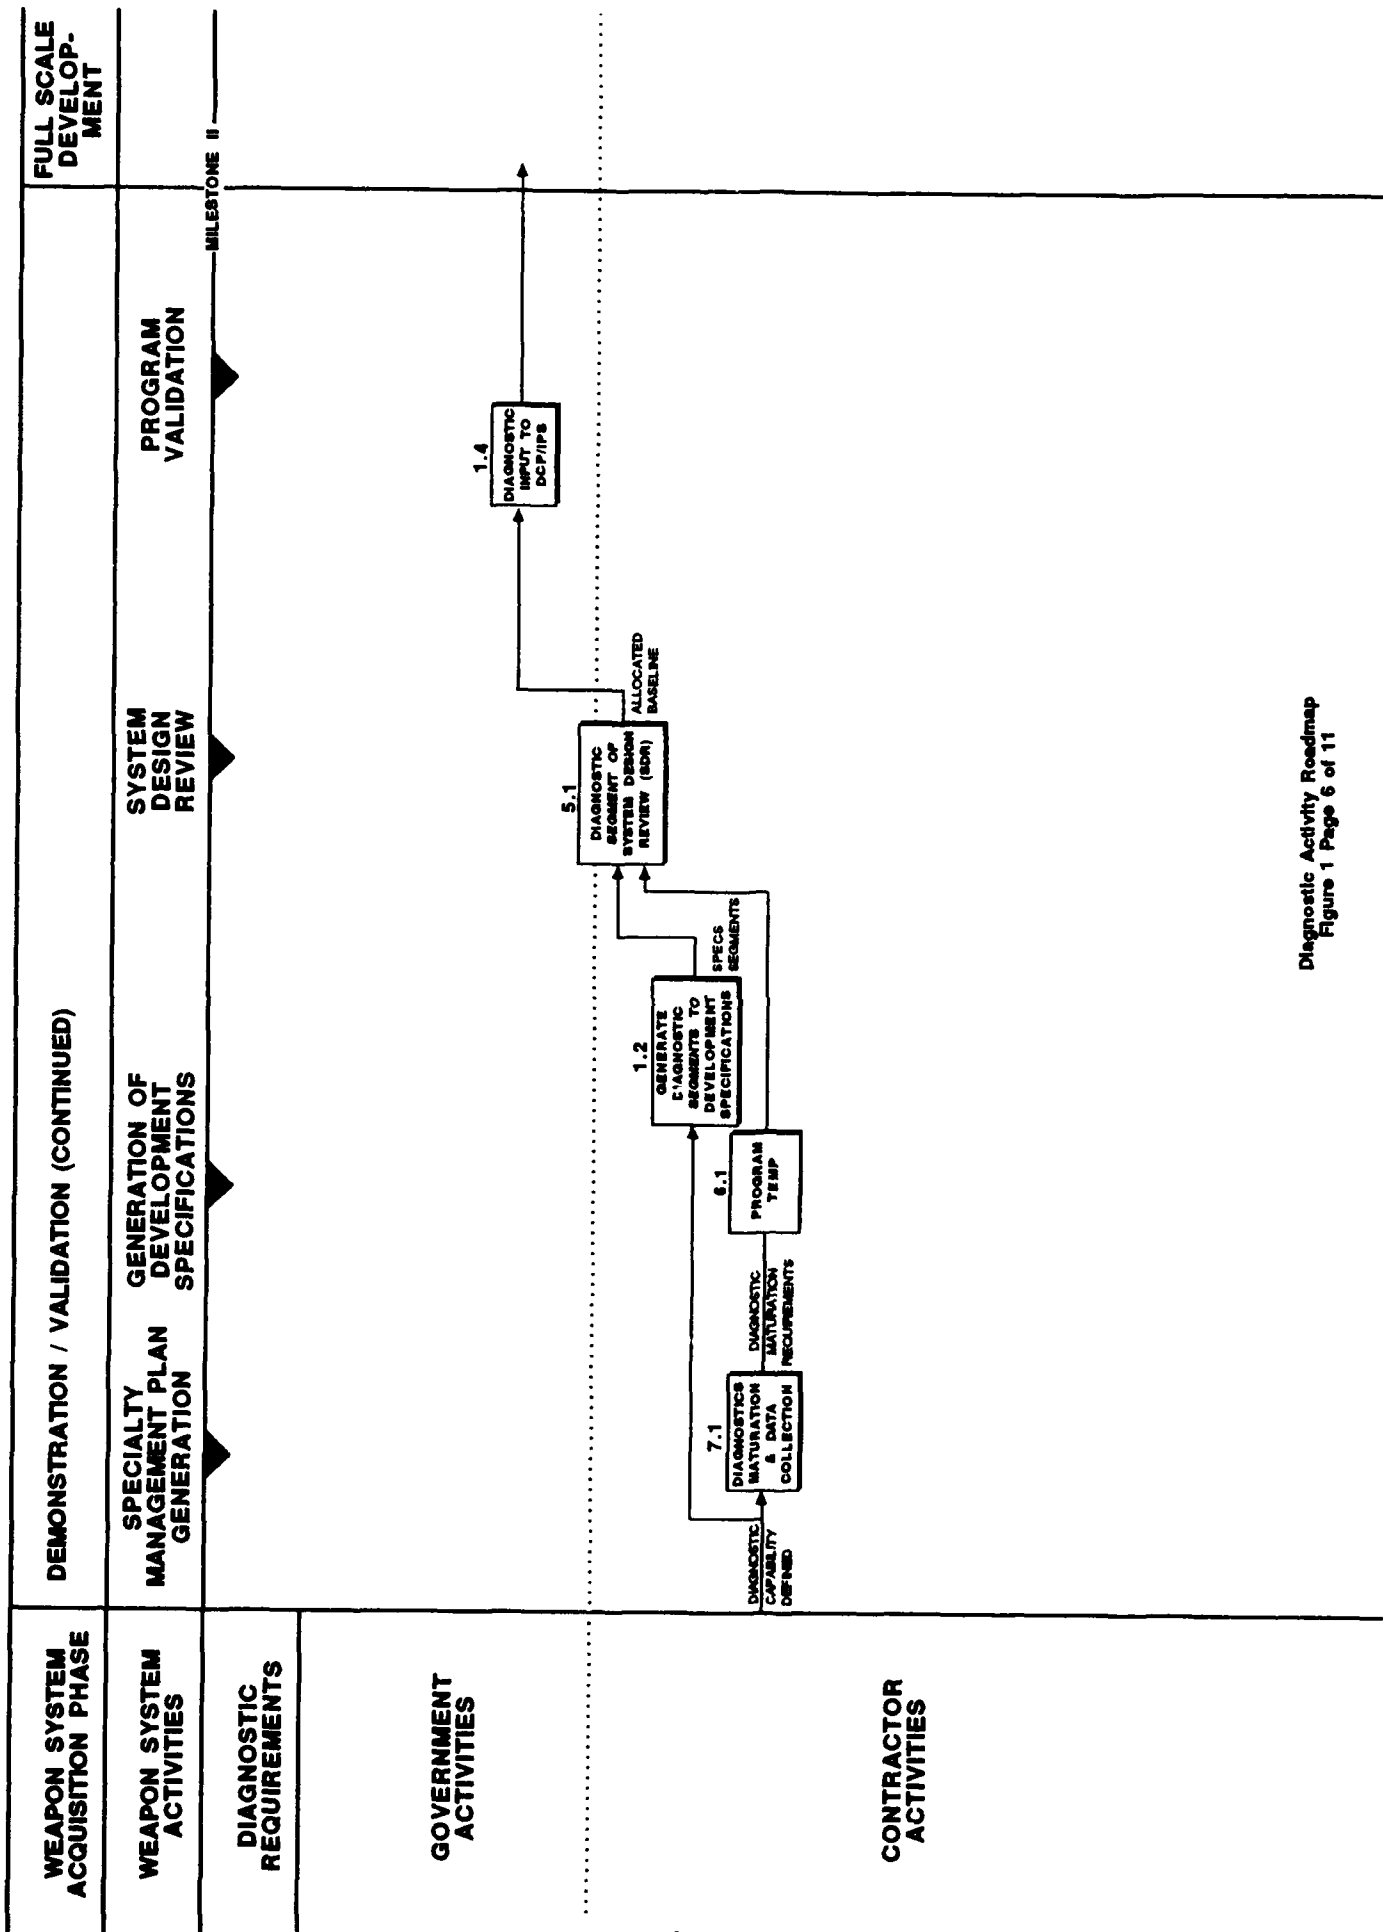 WEAPON SYSTEM
ACQUISITION PHASE
DEMONSTRATION / VALIDATION (CONTINUED)
FULL SCALE
DEVELOP-
MENT
WEAPON SYSTEM
ACTIVITIES
SPECIALTY
MANAGEMENT PLAN
GENERATION
GENERATION OF
DEVELOPMENT
SPECIFICATIONS
SYSTEM
DESIGN
REVIEW
PROGRAM
VALIDATION
MILESTONE II
DIAGNOSTIC
REQUIREMENTS
GOVERNMENT
ACTIVITIES
1.4
DIAGNOSTIC
INPUT TO
DCP/IPS
5.1
DIAGNOSTIC
SEGMENT OF
SYSTEM DESIGN
REVIEW (SDR)
ALLOCATED
BASELINE
CONTRACTOR
ACTIVITIES
DIAGNOSTIC
CAPABILITY
DEFINED
7.1
DIAGNOSTICS
MATURATION
& DATA
COLLECTION
DIAGNOSTIC
MATURATION
REQUIREMENTS
6.1
PROGRAM
TEMP
1.2
GENERATE
DIAGNOSTIC
SEGMENTS TO
DEVELOPMENT
SPECIFICATIONS
SPECS
SEGMENTS
Diagnostic Activity Roadmap
Figure 1 Page 6 of 11